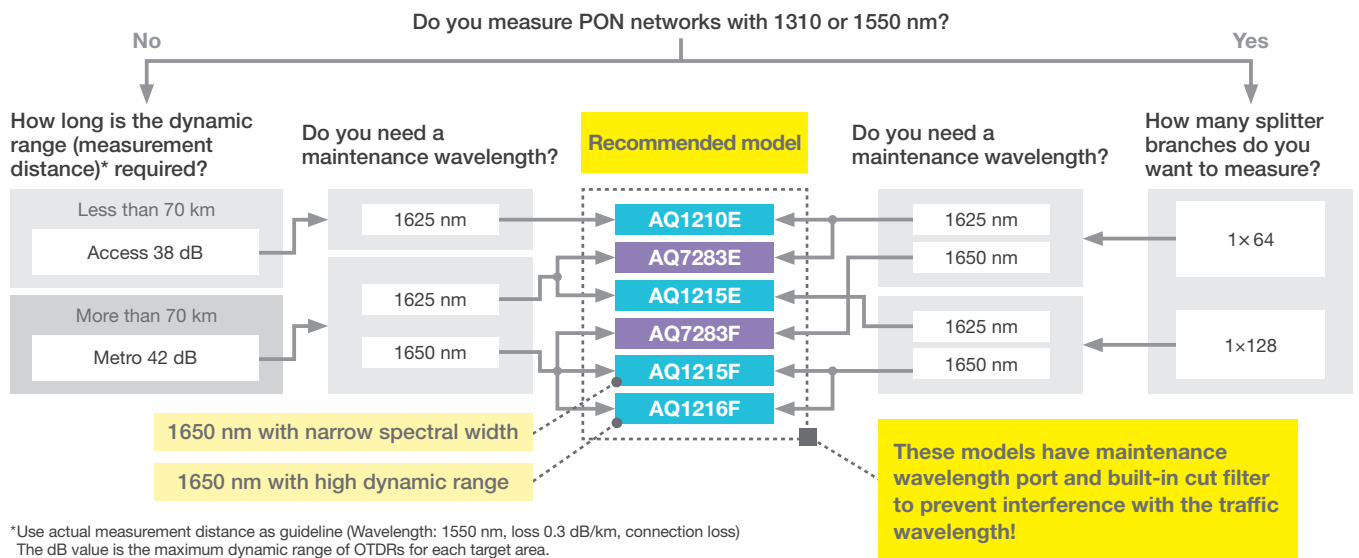 Do you measure PON networks with 1310 or 1550 nm?
No
Yes
How long is the dynamic
range (measurement
distance)* required?
Do you need a
maintenance wavelength?
Recommended model
Do you need a
maintenance wavelength?
How many splitter
branches do you
want to measure?
Less than 70 km
Access 38 dB
More than 70 km
Metro 42 dB
1625 nm
1625 nm
1650 nm
AQ1210E
AQ7283E
AQ1215E
AQ7283F
AQ1215F
AQ1216F
1625 nm
1650 nm
1625 nm
1650 nm
1×64
1×128
1650 nm with narrow spectral width
1650 nm with high dynamic range
These models have maintenance
wavelength port and built-in cut filter
to prevent interference with the traffic
wavelength!
*Use actual measurement distance as guideline (Wavelength: 1550 nm, loss 0.3 dB/km, connection loss)
The dB value is the maximum dynamic range of OTDRs for each target area.